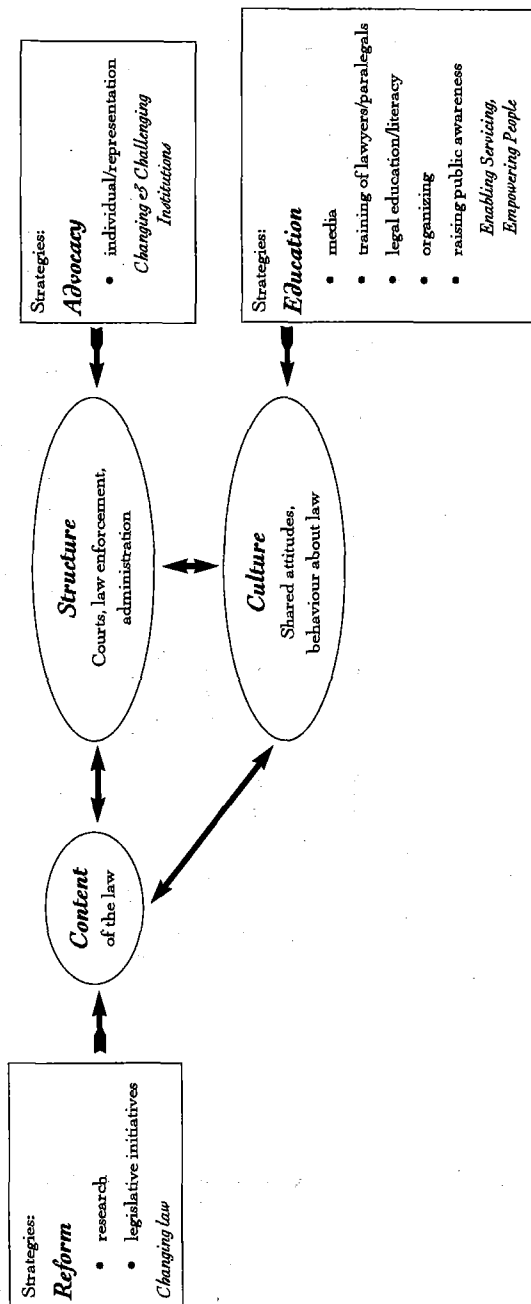 Strategies:
Reform
• research
• legislative initiatives
Changing law
Content
of the law
Structure
Courts, law enforcement,
administration
Culture
Shared attitudes,
behaviour about law
Strategies:
Advocacy
• individual/representation
Changing & Challenging
Institutions
Strategies:
Education
• media
• training of lawyers/paralegals
• legal education/literacy
• organizing
• raising public awareness
Enabling Servicing,
Empowering People